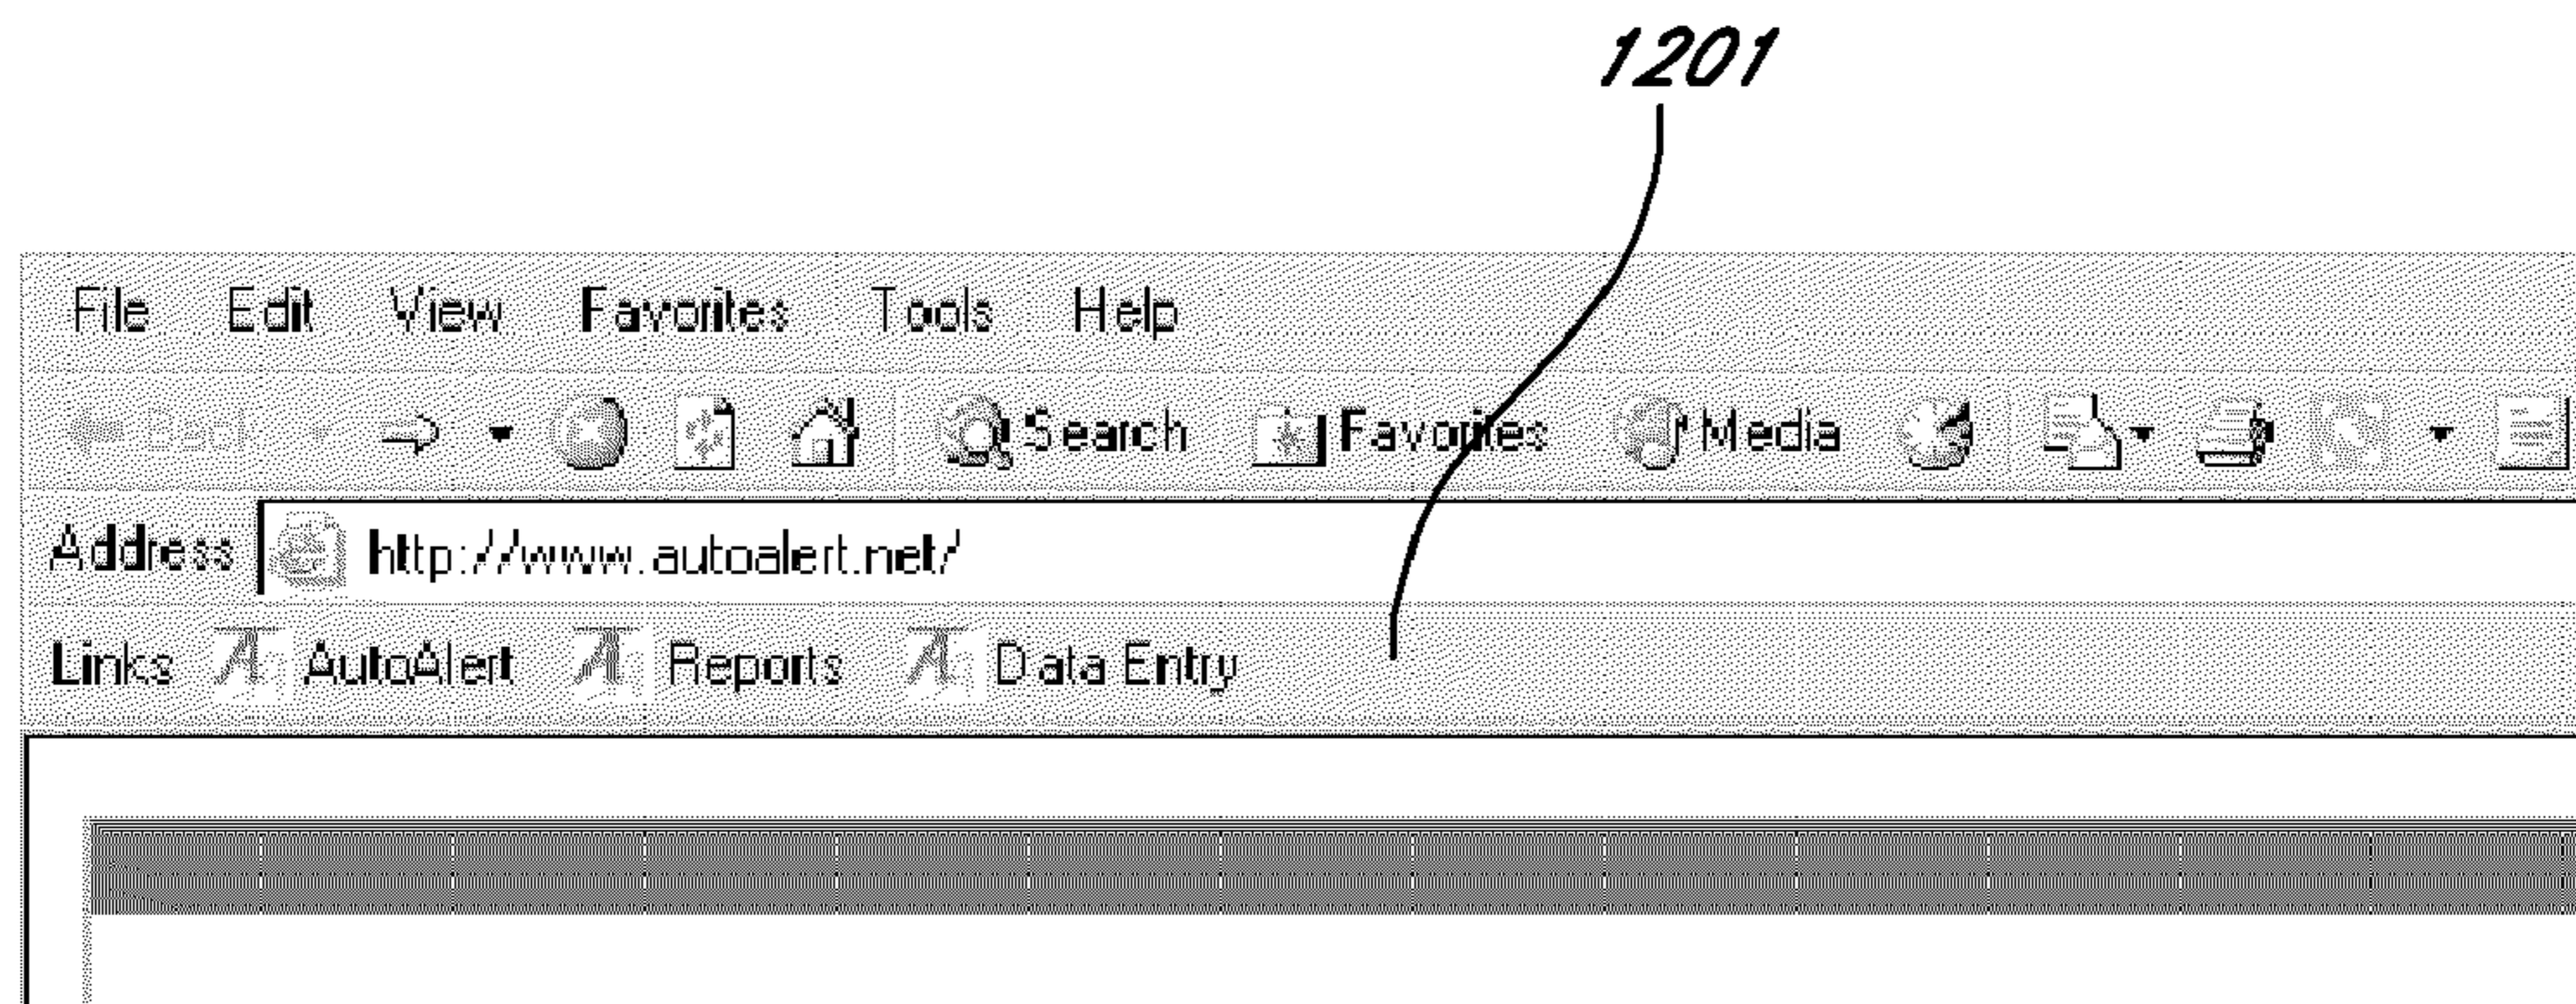 1201
File Edit View Favorites Tools Help
Back Search Favorites Media
Address http://www.autoalert.net/
Links AutoAlert Reports Data Entry